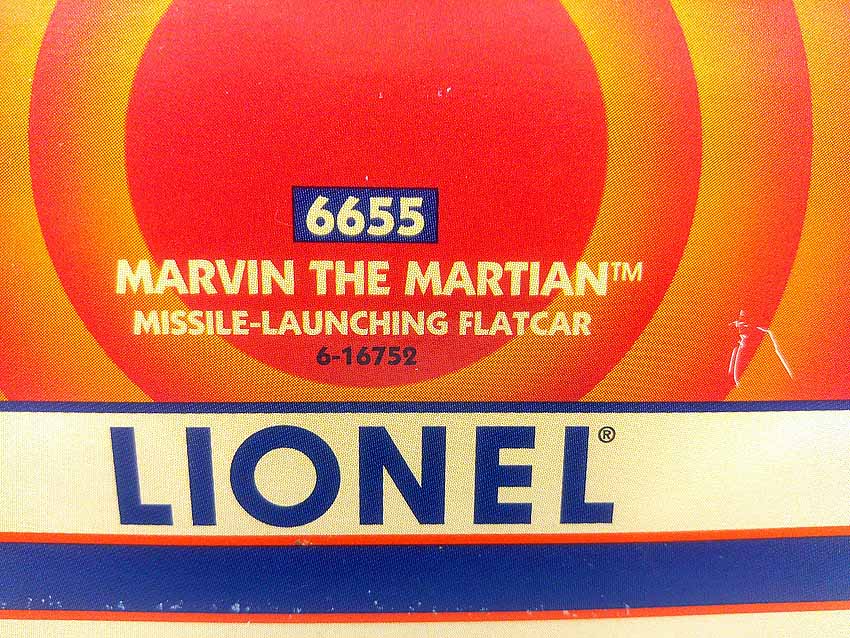 6655
MARVIN THE MARTIAN™
MISSILE-LAUNCHING FLATCAR
6-16752
LIONEL®